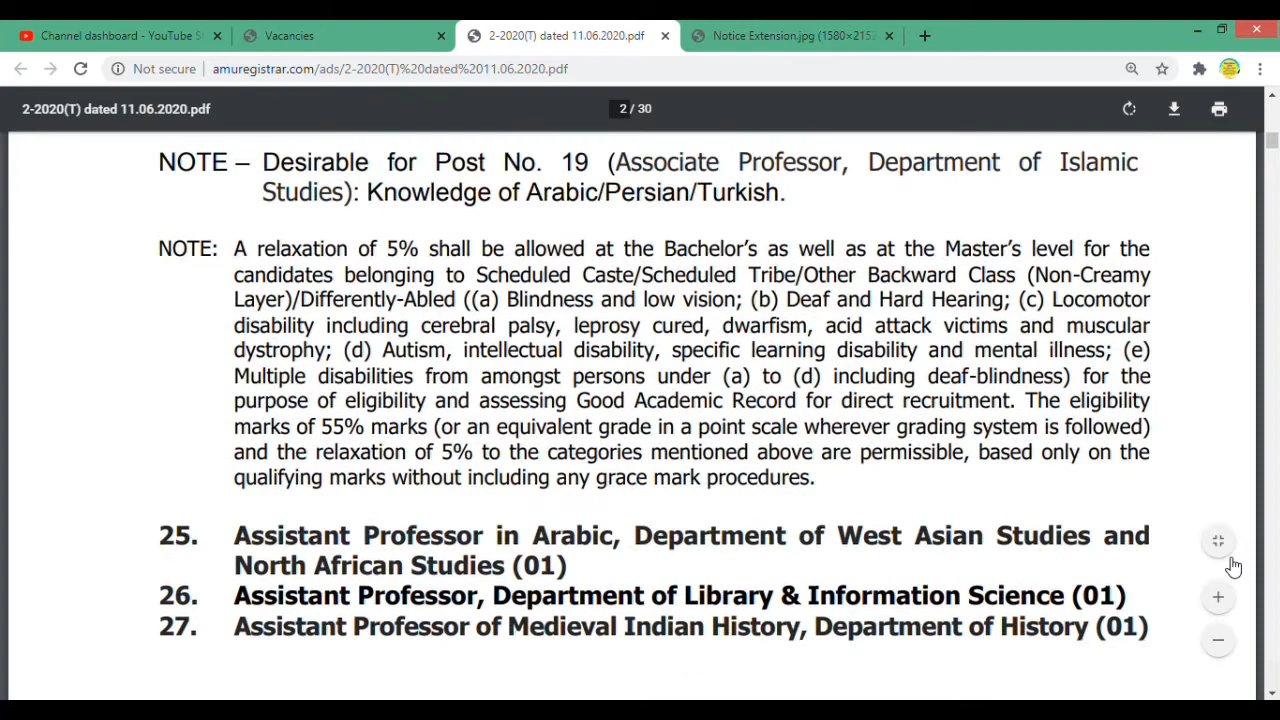 Channel dashboard - YouTube S
Vacancies
2-2020(T) dated 11.06.2020.pdf
Notice Extension.jpg (1580×2152
Not secure
amuregistrar.com/ads/2-2020(T)%20dated%2011.06.2020.pdf
2-2020(T) dated 11.06.2020.pdf
2 / 30
NOTE – Desirable for Post No. 19 (Associate Professor, Department of Islamic
Studies): Knowledge of Arabic/Persian/Turkish.
NOTE: A relaxation of 5% shall be allowed at the Bachelor's as well as at the Master's level for the
candidates belonging to Scheduled Caste/Scheduled Tribe/Other Backward Class (Non-Creamy
Layer)/Differently-Abled ((a) Blindness and low vision; (b) Deaf and Hard Hearing; (c) Locomotor
disability including cerebral palsy, leprosy cured, dwarfism, acid attack victims and muscular
dystrophy; (d) Autism, intellectual disability, specific learning disability and mental illness; (e)
Multiple disabilities from amongst persons under (a) to (d) including deaf-blindness) for the
purpose of eligibility and assessing Good Academic Record for direct recruitment. The eligibility
marks of 55% marks (or an equivalent grade in a point scale wherever grading system is followed)
and the relaxation of 5% to the categories mentioned above are permissible, based only on the
qualifying marks without including any grace mark procedures.
25. Assistant Professor in Arabic, Department of West Asian Studies and
North African Studies (01)
26. Assistant Professor, Department of Library & Information Science (01)
27. Assistant Professor of Medieval Indian History, Department of History (01)